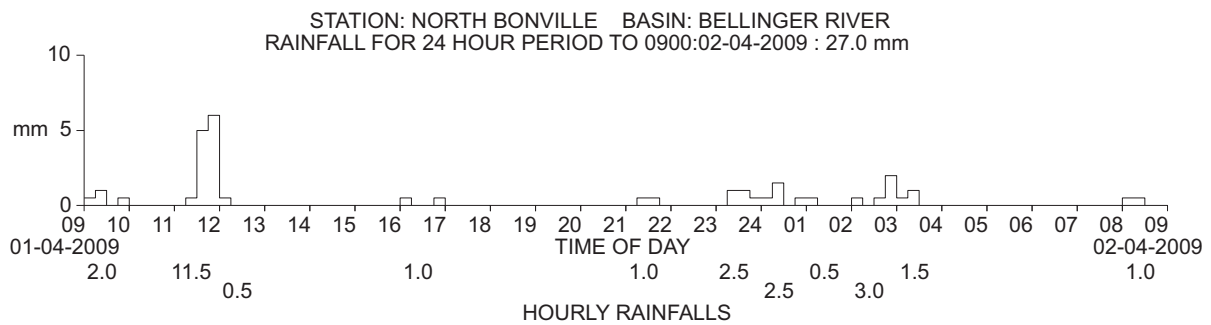 STATION: NORTH BONVILLE BASIN: BELLINGER RIVER
RAINFALL FOR 24 HOUR PERIOD TO 0900:02-04-2009 : 27.0 mm
10
mm 5
0
09 10 11 12 13 14 15 16 17 18 19 20 21 22 23 24 01 02 03 04 05 06 07 08 09
01-04-2009 TIME OF DAY 02-04-2009
2.0 11.5 1.0 1.0 2.5 0.5 1.5 1.0
0.5 2.5 3.0
HOURLY RAINFALLS